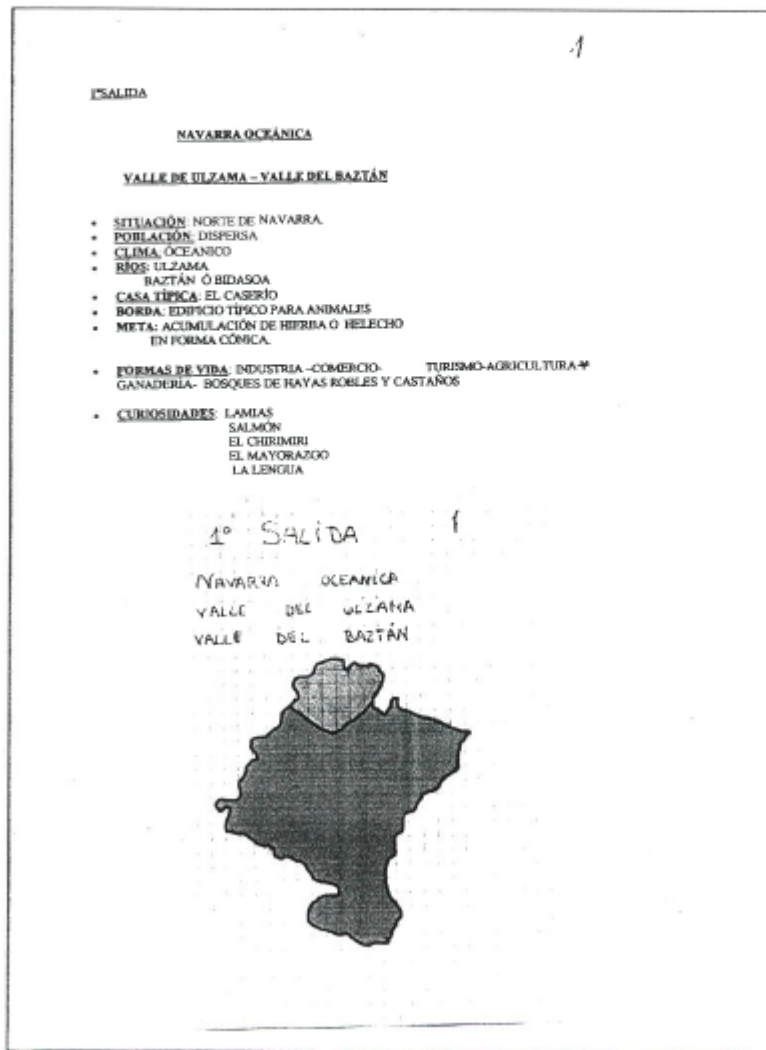 1
1ªSALIDA
NAVARRA OCEÁNICA
VALLE DE ULZAMA – VALLE DEL BAZTÁN
• SITUACIÓN: NORTE DE NAVARRA.
• POBLACIÓN: DISPERSA
• CLIMA: ÓCEANICO
• RÍOS: ULZAMA
BAZTÁN Ó BIDASOA
• CASA TÍPICA: EL CASERÍO
• BORDA: EDIFICIO TÍPICO PARA ANIMALES
• META: ACUMULACIÓN DE HIERBA O HELECHO
EN FORMA CÓNICA.
• FORMAS DE VIDA: INDUSTRIA –COMERCIO- TURISMO-AGRICULTURA-
GANADERÍA- BOSQUES DE HAYAS ROBLES Y CASTAÑOS
• CURIOSIDADES: LAMIAS
SALMÓN
EL CHIRIMIRI
EL MAYORAZGO
LA LENGUA
1º SALIDA 1
NAVARRA OCEANICA
VALLE DEL ULZAMA
VALLE DEL BAZTÁN